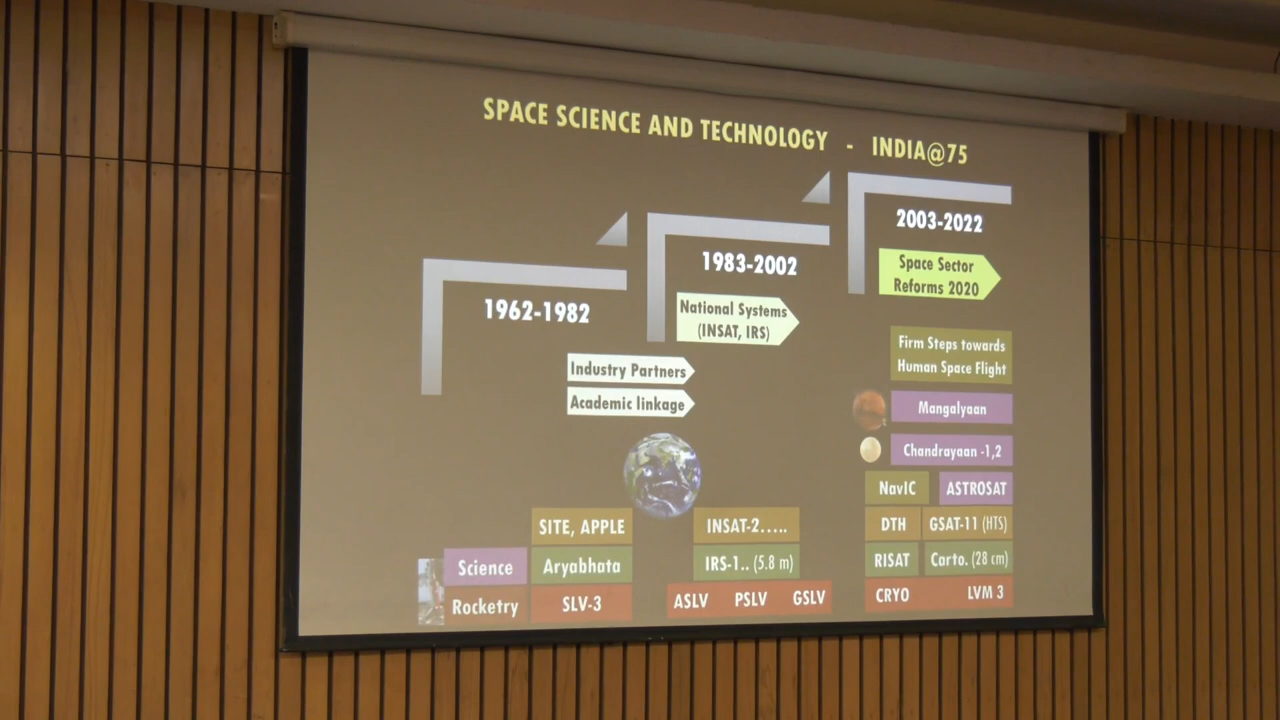 SPACE SCIENCE AND TECHNOLOGY - INDIA@75
1962-1982
Industry Partners
Academic linkage
SITE, APPLE
Science
Aryabhata
Rocketry
SLV-3
1983-2002
National Systems
(INSAT, IRS)
INSAT-2.....
IRS-1.. (5.8 m)
ASLV PSLV GSLV
2003-2022
Space Sector
Reforms 2020
Firm Steps towards
Human Space Flight
Mangalyaan
Chandrayaan -1,2
NavIC
ASTROSAT
DTH
GSAT-11 (HTS)
RISAT
Carto. (28 cm)
CRYO LVM 3